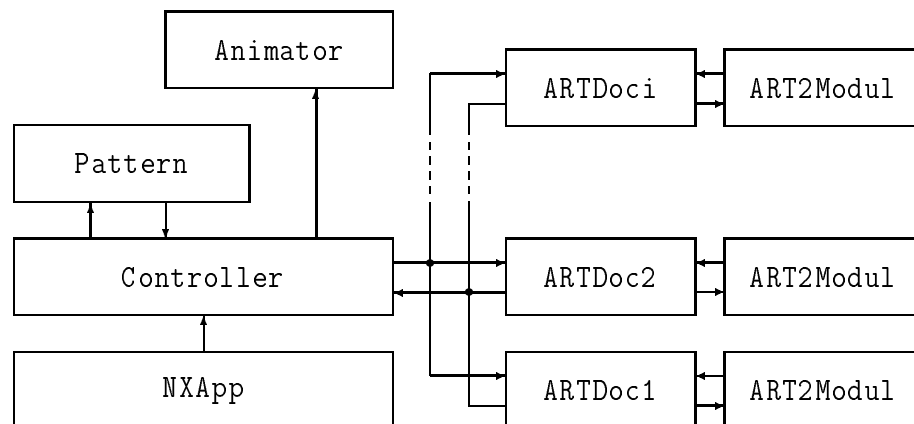 Animator
ARTDoci
ART2Modul
Pattern
Controller
ARTDoc2
ART2Modul
NXApp
ARTDoc1
ART2Modul